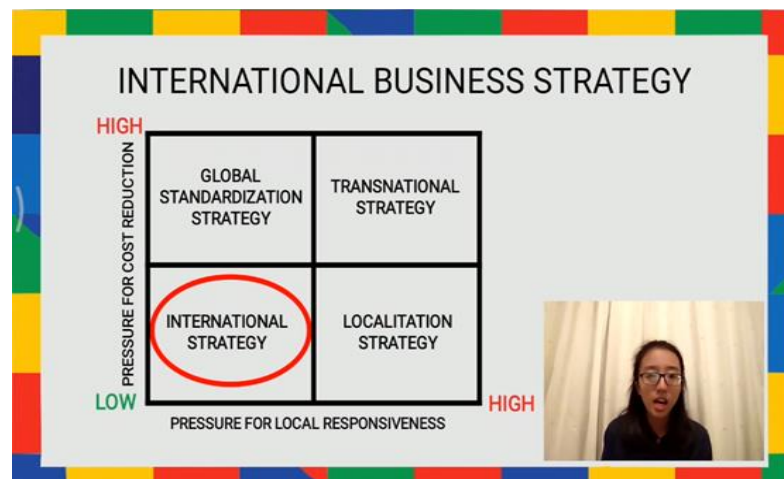 INTERNATIONAL BUSINESS STRATEGY
HIGH
PRESSURE FOR COST REDUCTION
GLOBAL
STANDARDIZATION
STRATEGY
TRANSNATIONAL
STRATEGY
INTERNATIONAL
STRATEGY
LOCALITATION
STRATEGY
LOW
HIGH
PRESSURE FOR LOCAL RESPONSIVENESS